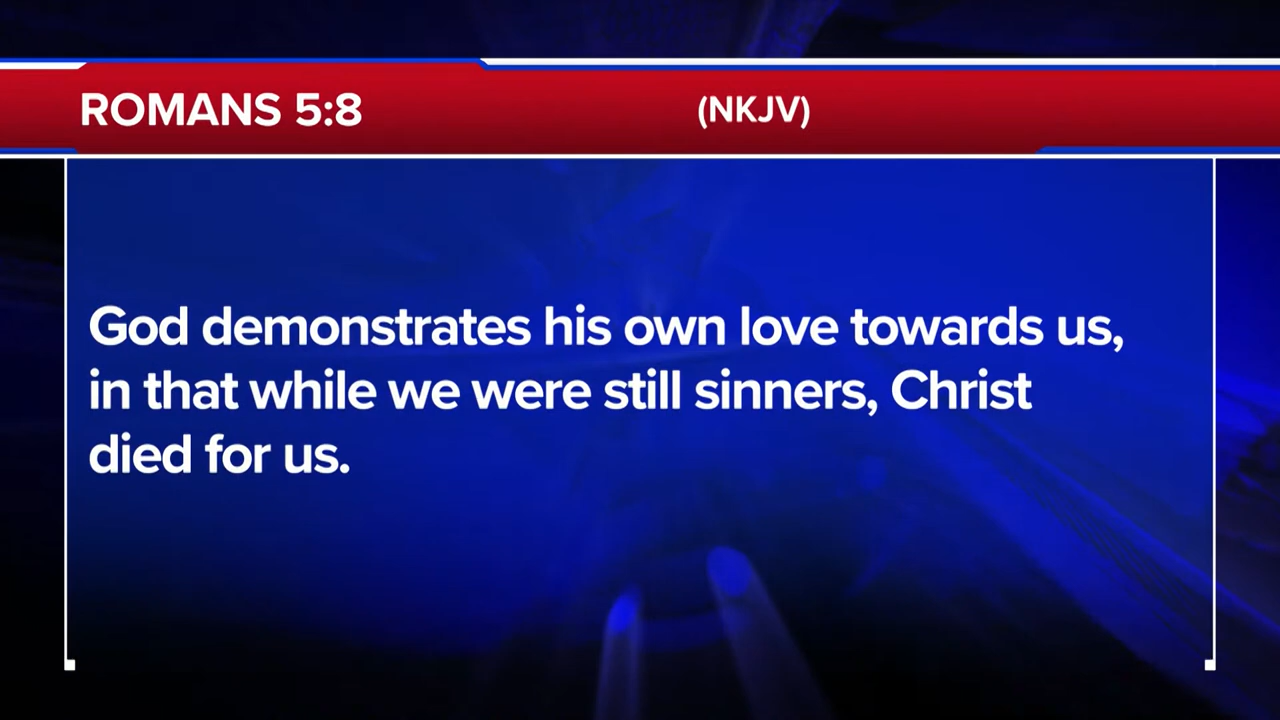 ROMANS 5:8 (NKJV)
God demonstrates his own love towards us,
in that while we were still sinners, Christ
died for us.